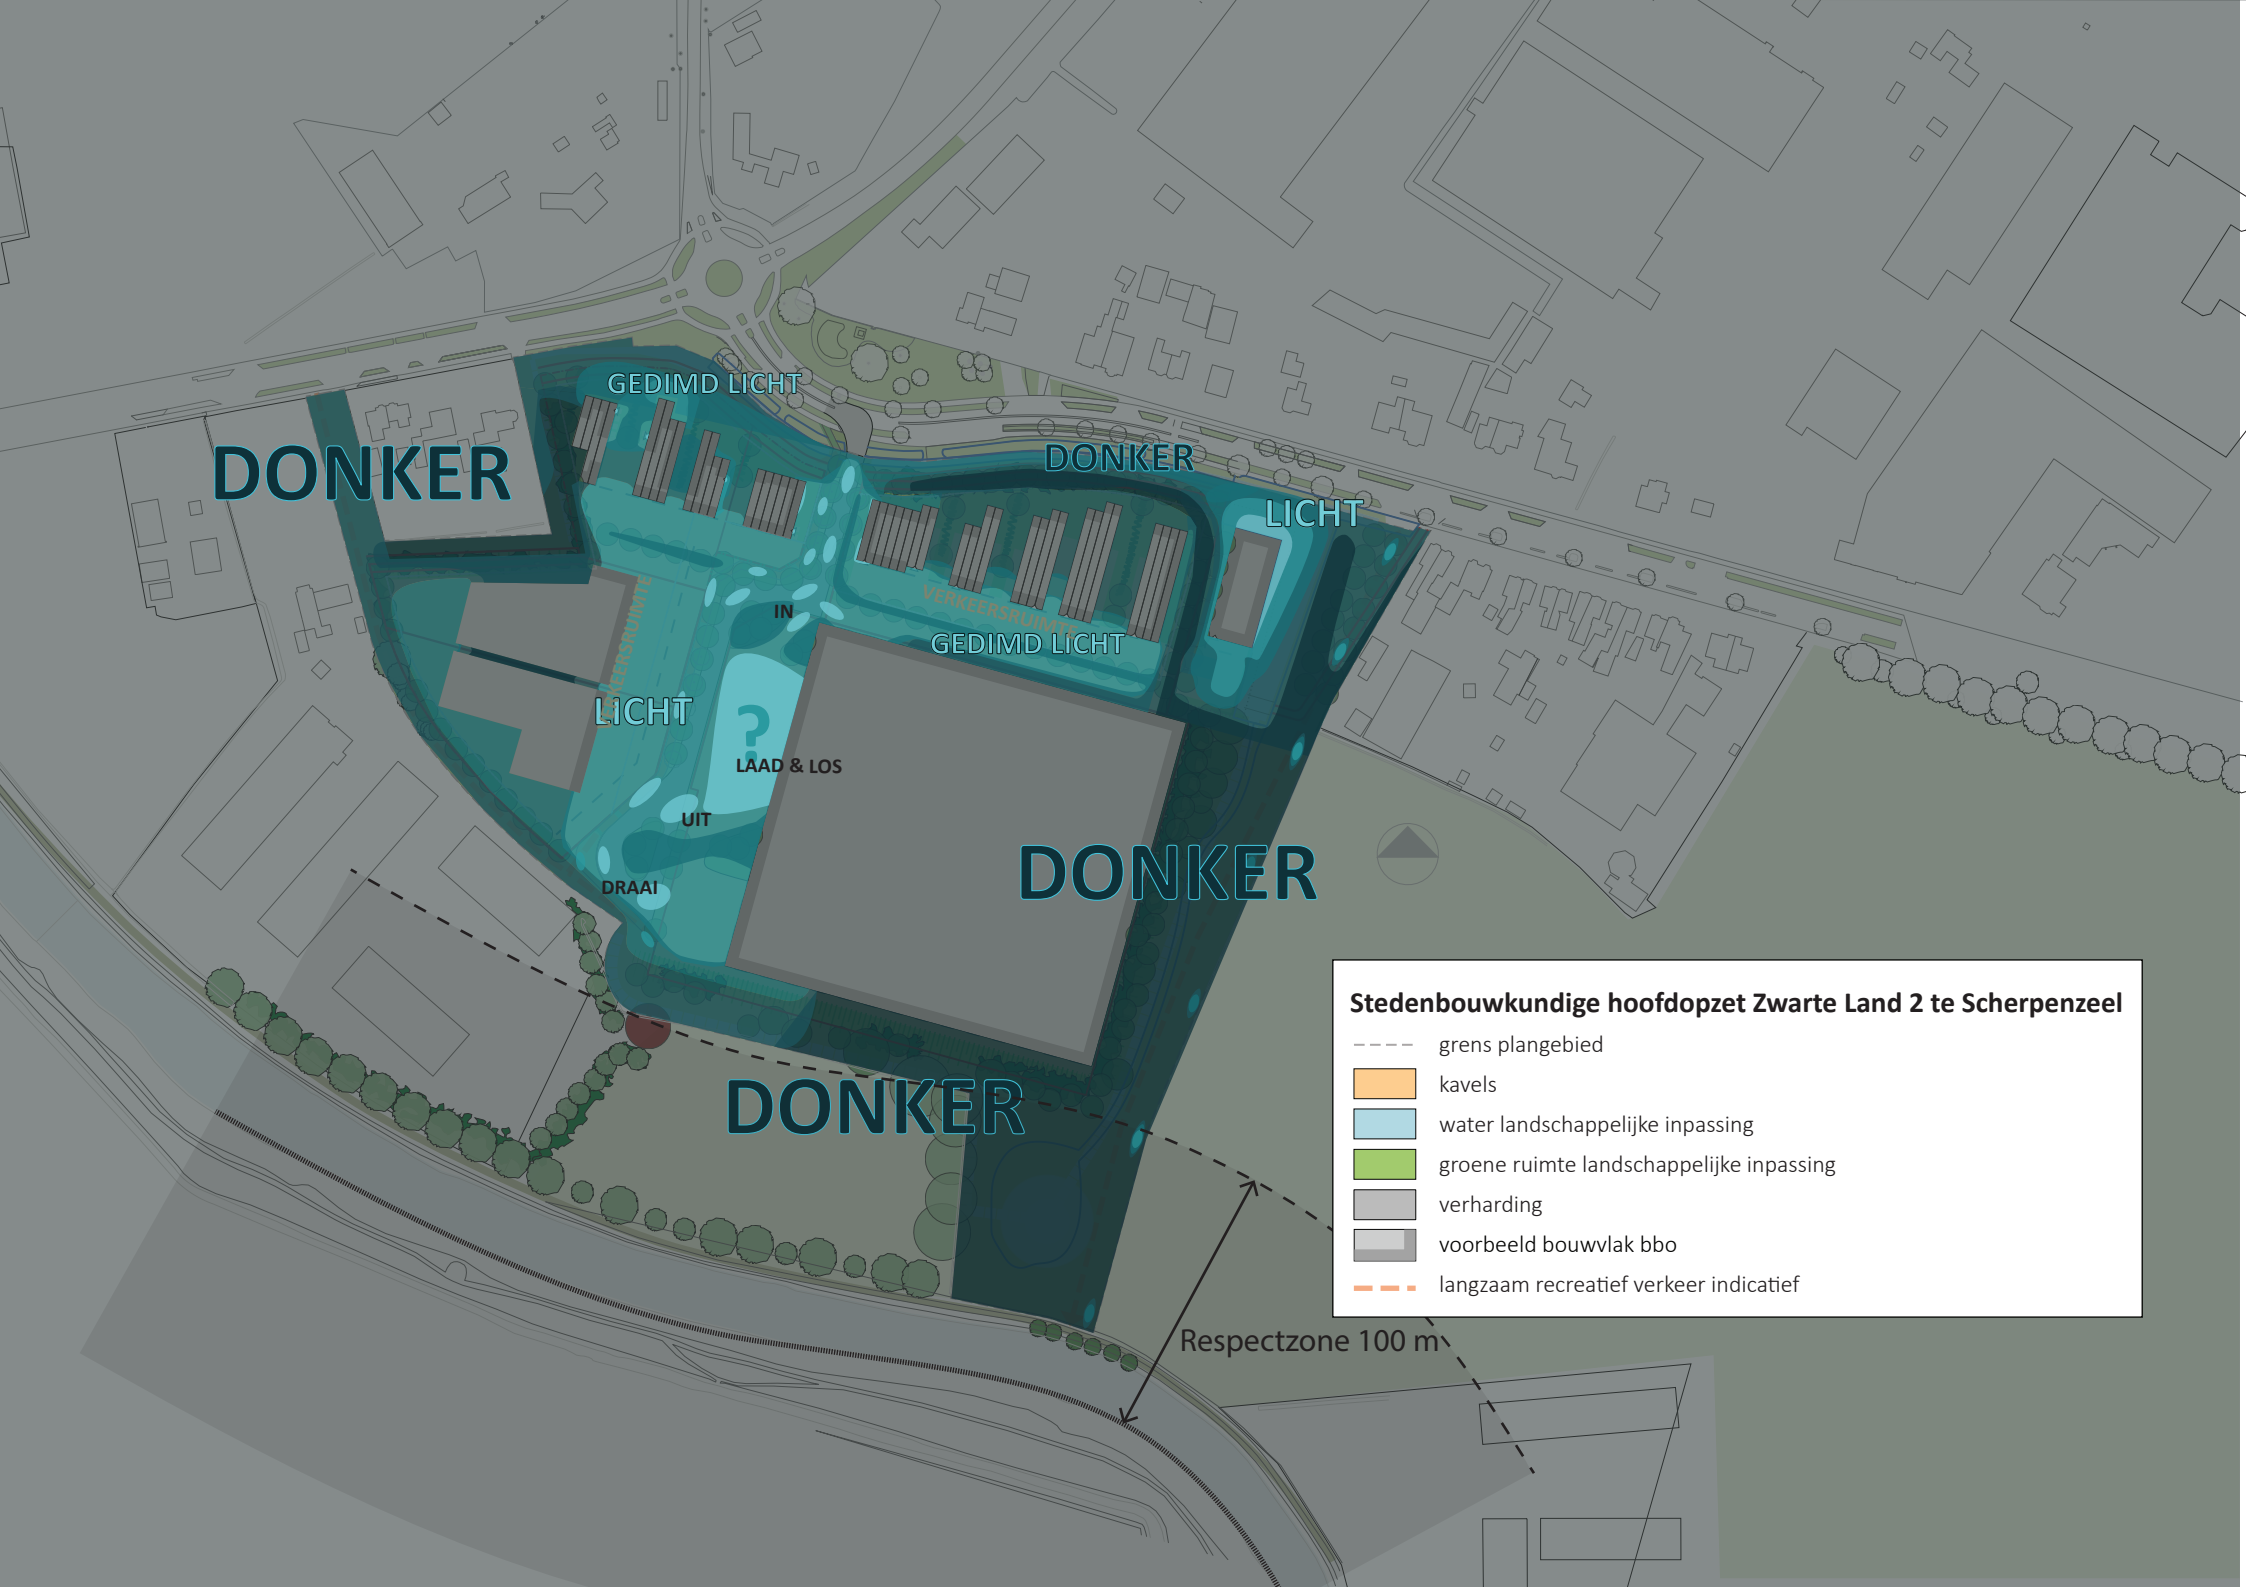 GEDIMD LICHT
DONKER
DONKER
LICHT
VERKEERSRUIMTE
IN
VERKEERSRUIMTE
GEDIMD LICHT
LICHT
?
LAAD & LOS
UIT
DRAAI
DONKER
DONKER
Stedenbouwkundige hoofdopzet Zwarte Land 2 te Scherpenzeel
grens plangebied
kavels
water landschappelijke inpassing
groene ruimte landschappelijke inpassing
verharding
voorbeeld bouwvlak bbo
langzaam recreatief verkeer indicatief
Respectzone 100 m